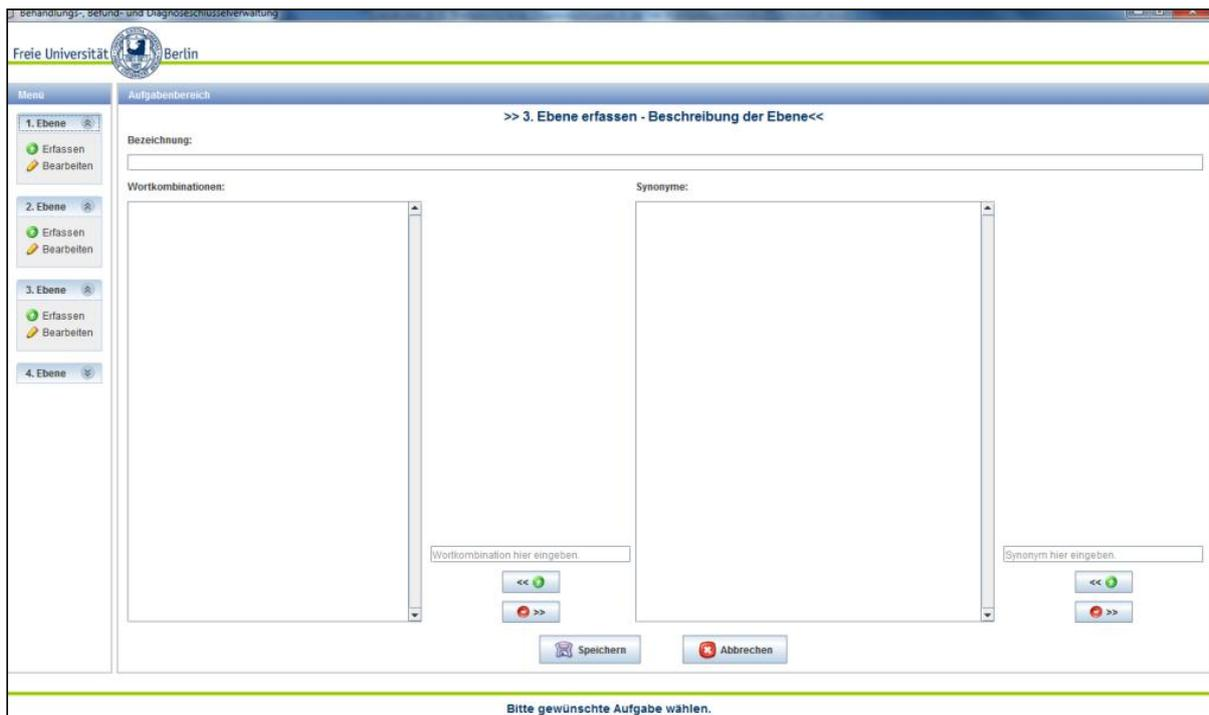 Behandlungs-, Befund- und Diagnoseschlüsselverwaltung
Freie Universität Berlin
Menü
Aufgabenbereich
1. Ebene
Erfassen
Bearbeiten
2. Ebene
Erfassen
Bearbeiten
3. Ebene
Erfassen
Bearbeiten
4. Ebene
>> 3. Ebene erfassen - Beschreibung der Ebene<<
Bezeichnung:
Wortkombinationen:
Synonyme:
Wortkombination hier eingeben.
<<
>>
Synonym hier eingeben.
<<
>>
Speichern
Abbrechen
Bitte gewünschte Aufgabe wählen.